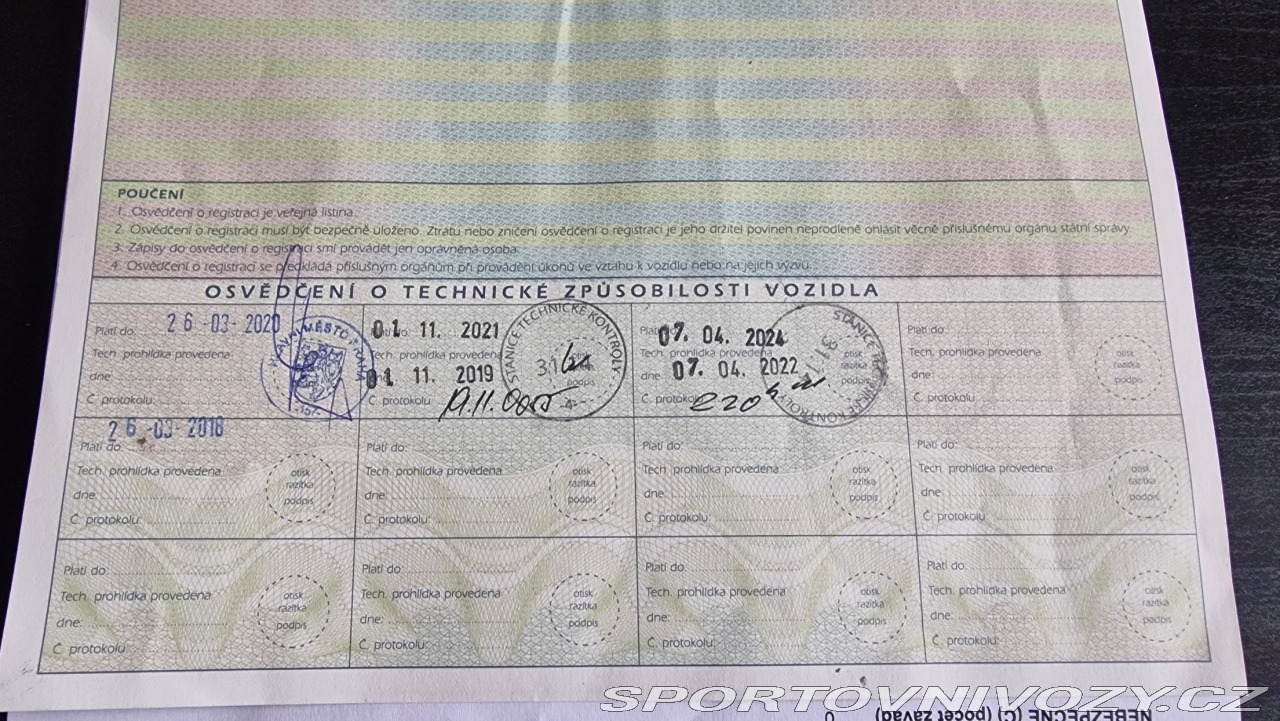 POUČENÍ
1. Osvědčení o registraci je veřejná listina.
2. Osvědčení o registraci musí být bezpečně uloženo. Ztrátu nebo zničení osvědčení o registraci je jeho držitel povinen neprodleně ohlásit věcně příslušnému orgánu státní správy.
3. Zápisy do osvědčení o registraci smí provádět jen oprávněná osoba.
4. Osvědčení o registraci se předkládá příslušným orgánům při provádění úkonů ve vztahu k vozidlu nebo na jejich výzvu.
OSVĚDČENÍ O TECHNICKÉ ZPŮSOBILOSTI VOZIDLA
Platí do: 26 -03- 2020
Tech. prohlídka provedena
dne:
Č. protokolu:
26 -03- 2018
01 11. 2021
Tech. prohlídka provedena
01 11 2019
Č. protokolu:
STANICE TECHNICKÉ KONTROLY
podpis
Platí 07. 04. 2024
Tech. prohlídka provedena
dne 07. 04. 2022
Č. protokolu
STANICE TECHNICKÉ KONTROLY
otisk
razítka
podpis
Platí do:
Tech. prohlídka provedena
dne:
Č. protokolu:
otisk
razítka
podpis
Platí do:
Tech. prohlídka provedena
dne:
Č. protokolu:
otisk
razítka
podpis
Platí do:
Tech. prohlídka provedena
dne:
Č. protokolu:
otisk
razítka
podpis
Platí do:
Tech. prohlídka provedena
dne:
Č. protokolu:
otisk
razítka
podpis
Platí do:
Tech. prohlídka provedena
dne:
Č. protokolu:
otisk
razítka
podpis
Platí do:
Tech. prohlídka provedena
dne:
Č. protokolu:
otisk
razítka
podpis
Platí do:
Tech. prohlídka provedena
dne:
Č. protokolu:
otisk
razítka
podpis
Platí do:
Tech. prohlídka provedena
dne:
Č. protokolu:
otisk
razítka
podpis
Platí do:
Tech. prohlídka provedena
dne:
Č. protokolu:
otisk
razítka
podpis
SPORTOVNIVOZY.CZ
NEBEZPEČNÉ (C) (počet závad) 0